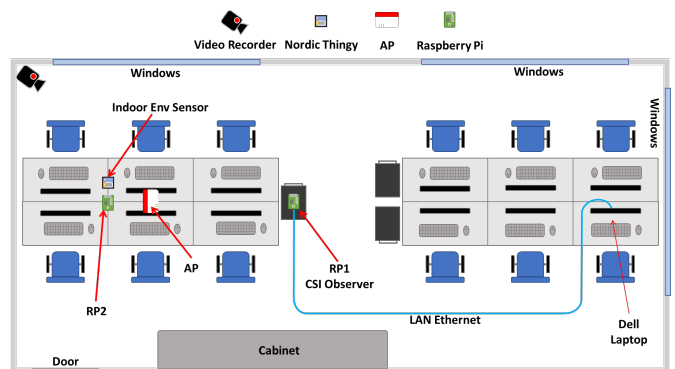 Video Recorder Nordic Thingy AP Raspberry Pi
Windows Windows
Windows
Indoor Env Sensor
AP
RP1
CSI Observer
RP2
LAN Ethernet
Dell
Laptop
Cabinet
Door